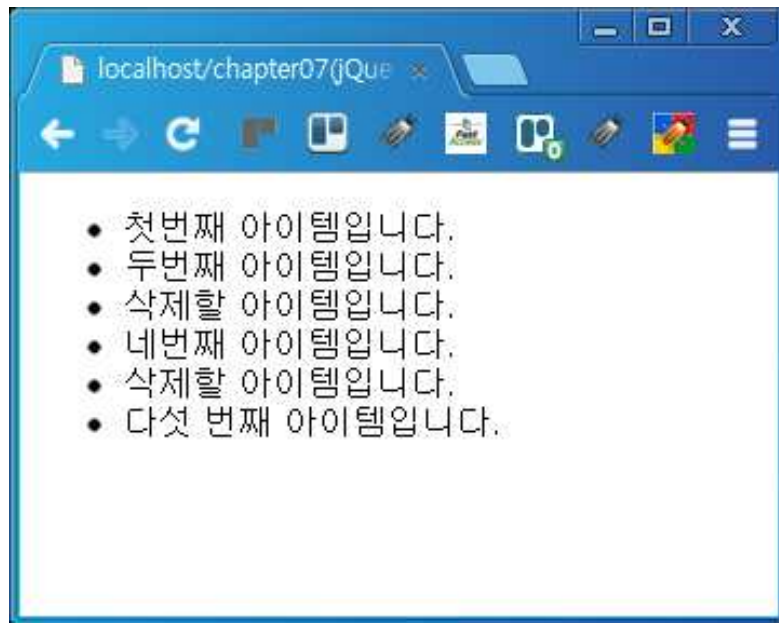 localhost/chapter07(jQue
0
• 첫번째 아이템입니다.
• 두번째 아이템입니다.
• 삭제할 아이템입니다.
• 네번째 아이템입니다.
• 삭제할 아이템입니다.
• 다섯 번째 아이템입니다.